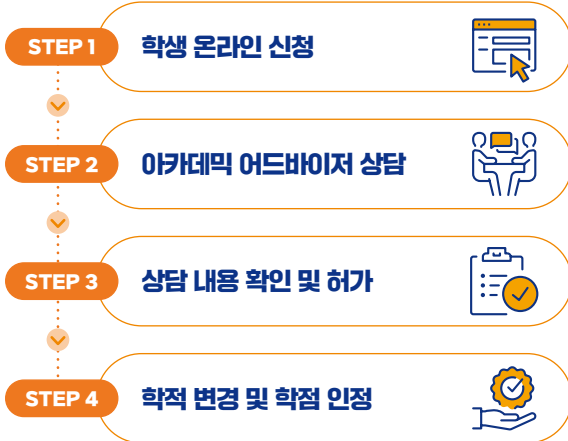 STEP 1
학생 온라인 신청
STEP 2
아카데믹 어드바이저 상담
STEP 3
상담 내용 확인 및 허가
STEP 4
학적 변경 및 학점 인정